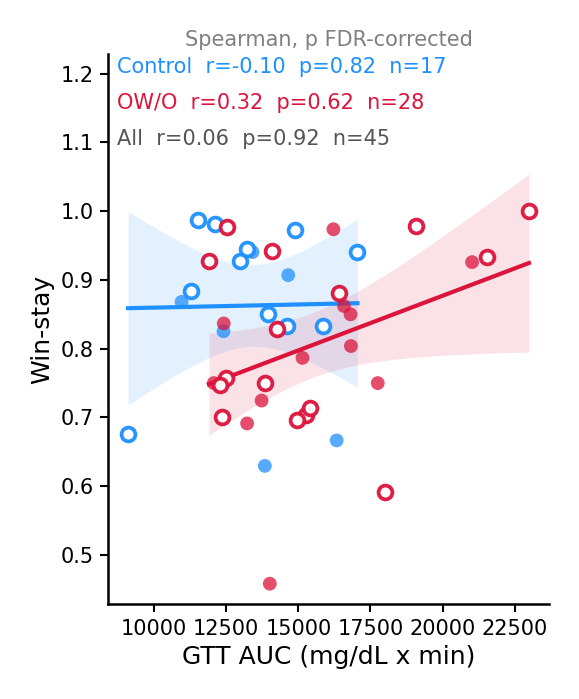 Spearman, p FDR-corrected
Control r=-0.10 p=0.82 n=17
OW/O r=0.32 p=0.62 n=28
All r=0.06 p=0.92 n=45
1.2
1.1
1.0
0.9
0.8
0.7
0.6
0.5
Win-stay
10000 12500 15000 17500 20000 22500
GTT AUC (mg/dL x min)